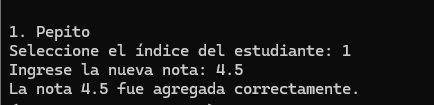 1. Pepito
Seleccione el índice del estudiante: 1
Ingrese la nueva nota: 4.5
La nota 4.5 fue agregada correctamente.